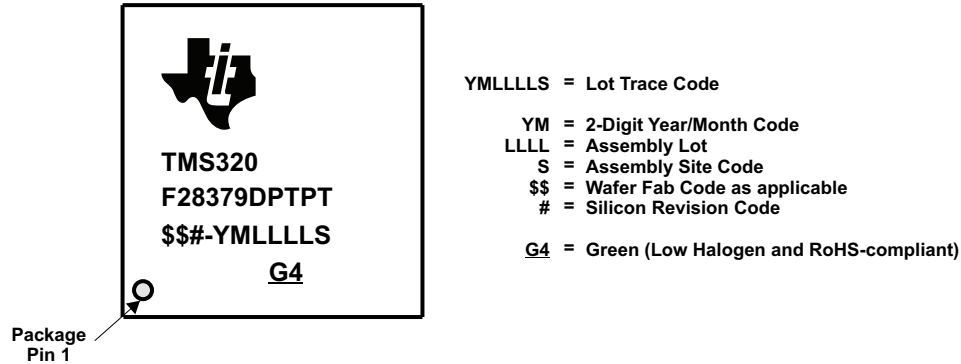 TMS320
F28379DPTPT
$$#-YMLLLLS
G4
Package
Pin 1
YMLLLLS = Lot Trace Code
YM = 2-Digit Year/Month Code
LLLL = Assembly Lot
S = Assembly Site Code
$$ = Wafer Fab Code as applicable
# = Silicon Revision Code
G4 = Green (Low Halogen and RoHS-compliant)